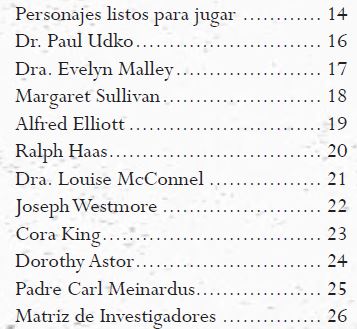 Personajes listos para jugar ............ 14
Dr. Paul Udko............................. 16
Dra. Evelyn Malley....................... 17
Margaret Sullivan......................... 18
Alfred Elliott .............................. 19
Ralph Haas................................. 20
Dra. Louise McConnel .................. 21
Joseph Westmore ......................... 22
Cora King.................................. 23
Dorothy Astor............................. 24
Padre Carl Meinardus.................... 25
Matriz de Investigadores ............... 26